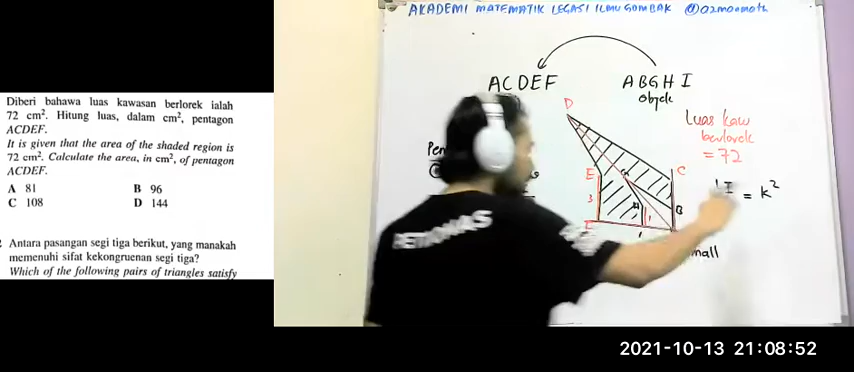 AKADEMI MATEMATIK LEGASI ILMU GOMBAK @azmoomath
Diberi bahawa luas kawasan berlorek ialah
72 cm². Hitung luas, dalam cm², pentagon
ACDEF.
It is given that the area of the shaded region is
72 cm². Calculate the area, in cm², of pentagon
ACDEF.
A 81 B 96
C 108 D 144
Antara pasangan segi tiga berikut, yang manakah
memenuhi sifat kekongruenan segi tiga?
Which of the following pairs of triangles satisfy
ACDEF ABGHI
Objek
D
Luas kaw
berlorek
= 72
E C
3 H 1 B
I = k²
PETRONAS
2021-10-13 21:08:52